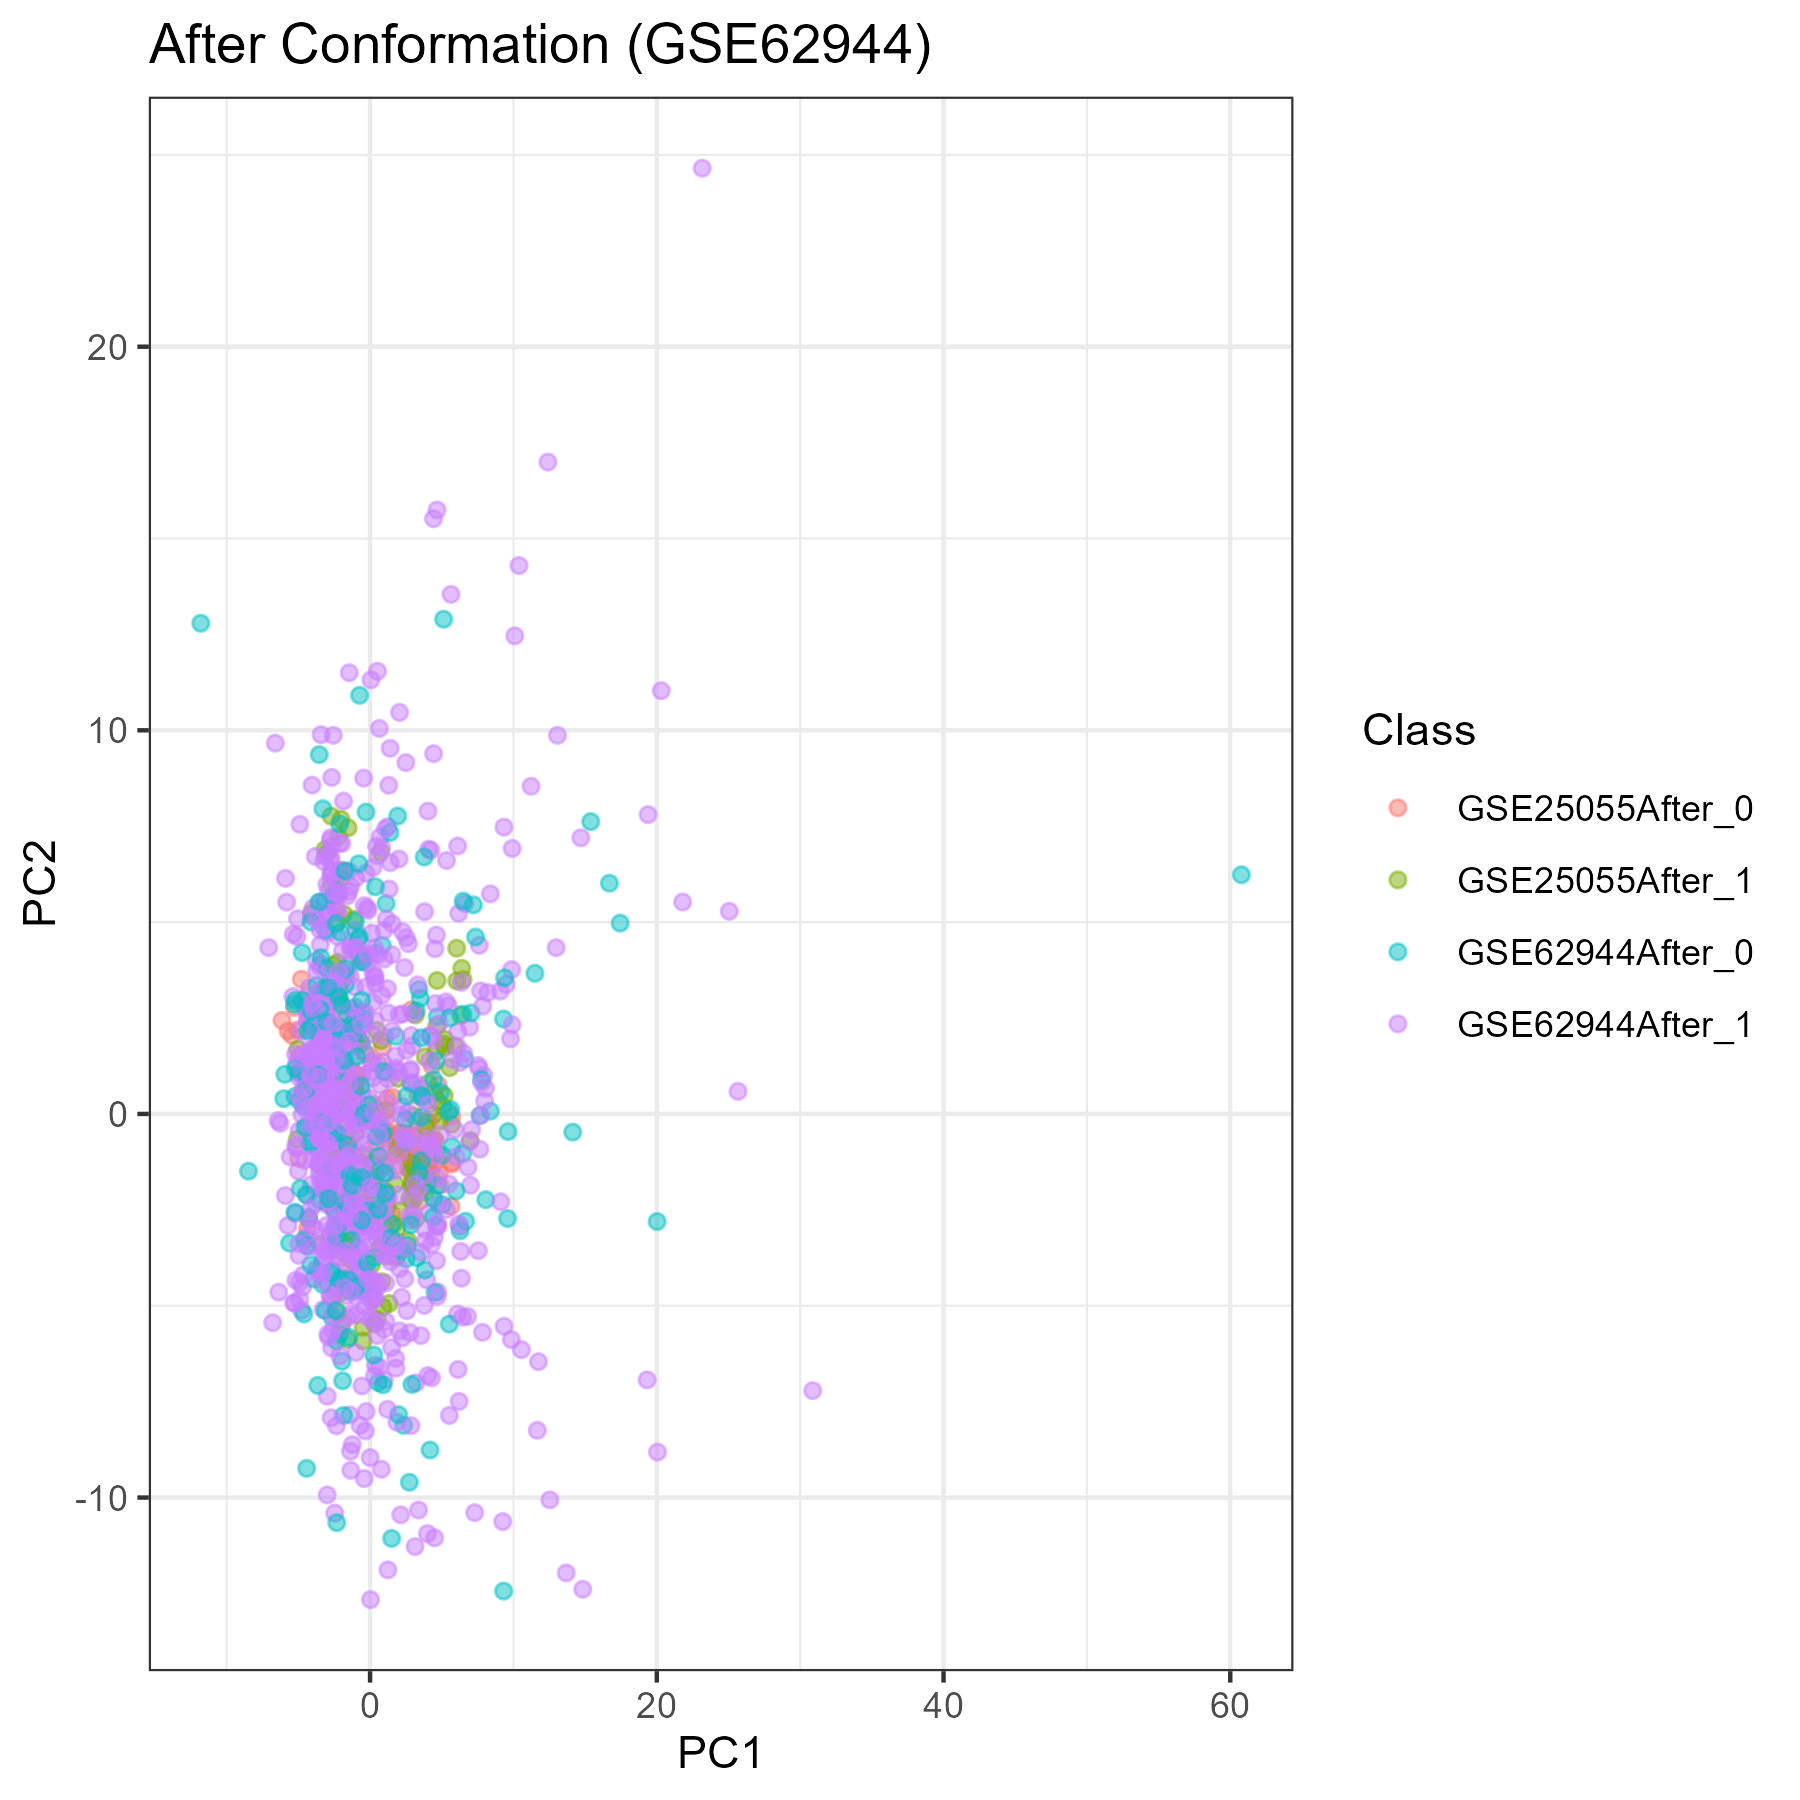 After Conformation (GSE62944)
20
10
0
-10
PC2
0
20
40
60
PC1
Class
GSE25055After_0
GSE25055After_1
GSE62944After_0
GSE62944After_1